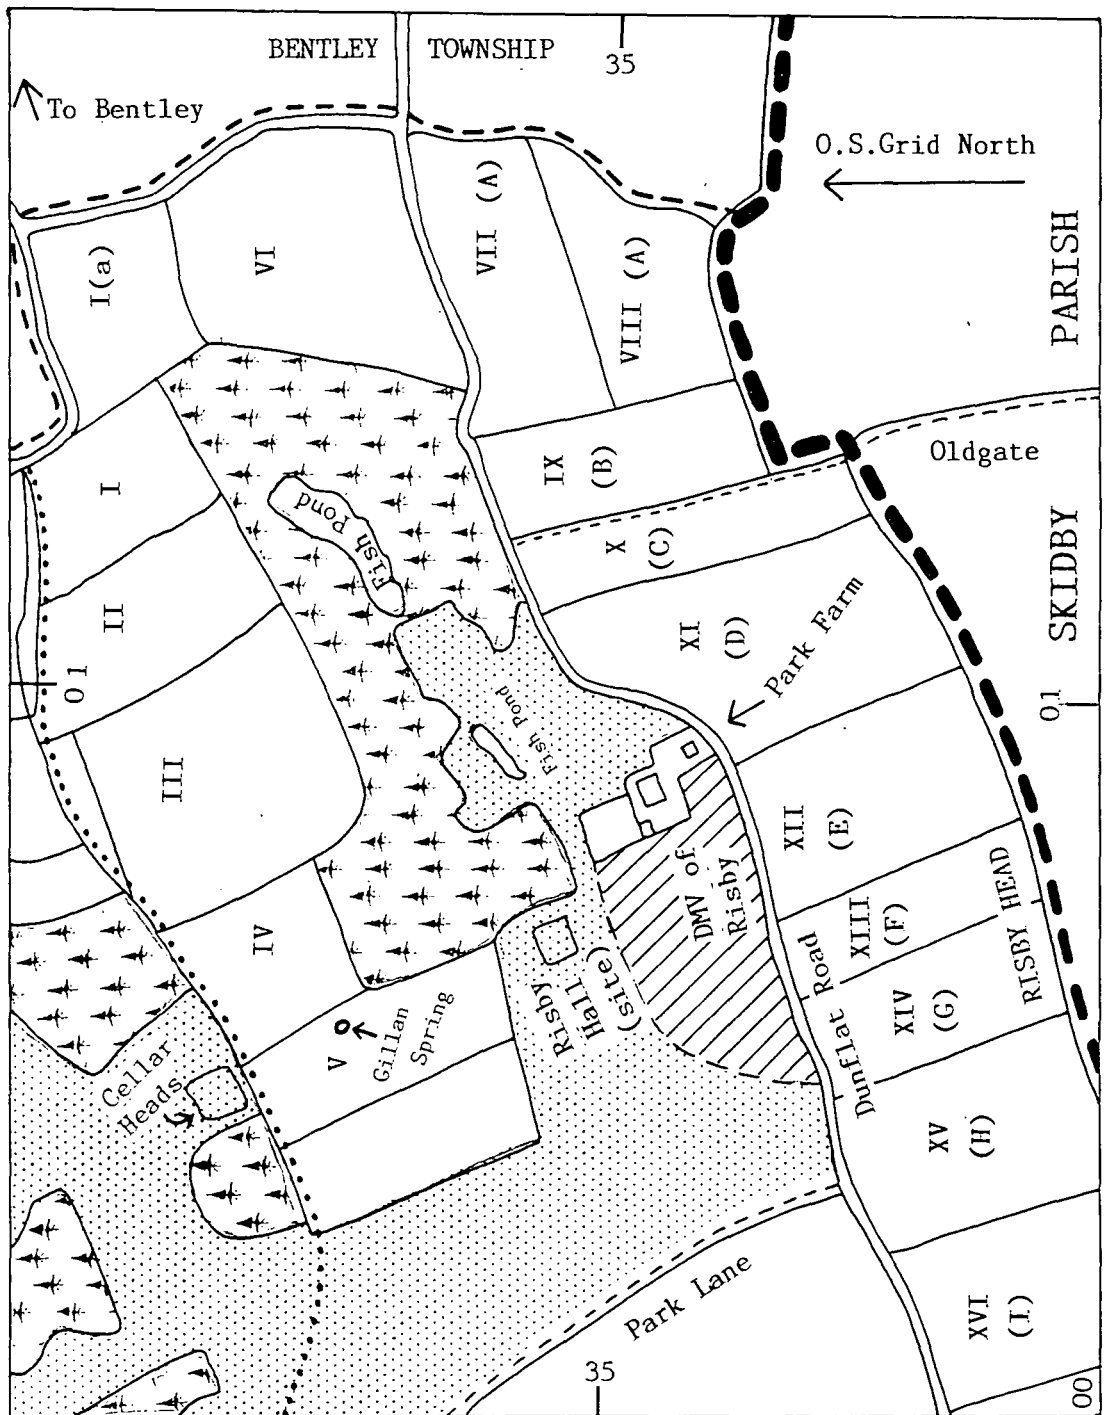 BENTLEY TOWNSHIP
35
To Bentley
O.S.Grid North
PARISH
SKIDBY
I(a)
VI
VII (A)
VIII (A)
Oldgate
IX
(B)
I
Fish Pond
X
(C)
II
Park Farm
XI
(D)
01
01
Fish Pond
III
XII
(E)
DMV of
Risby
RISBY HEAD
XIII
(F)
IV
Risby
Hall
(site)
Dunflat Road
XIV
(G)
V
Gillan
Spring
Cellar
Heads
XV
(H)
Park Lane
XVI
(I)
35
00